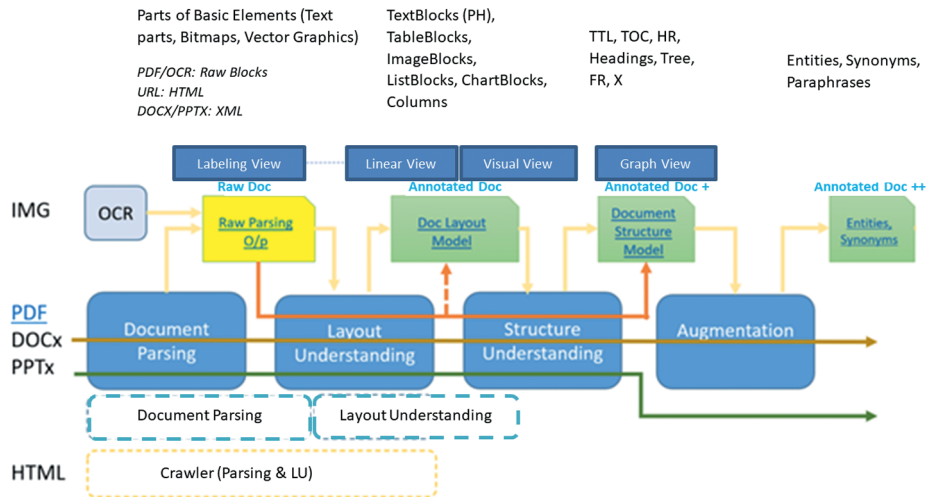 Parts of Basic Elements (Text
parts, Bitmaps, Vector Graphics)
PDF/OCR: Raw Blocks
URL: HTML
DOCX/PPTX: XML
TextBlocks (PH),
TableBlocks,
ImageBlocks,
ListBlocks, ChartBlocks,
Columns
TTL, TOC, HR,
Headings, Tree,
FR, X
Entities, Synonyms,
Paraphrases
Labeling View
Linear View
Visual View
Graph View
Raw Doc
Annotated Doc
Annotated Doc +
Annotated Doc ++
IMG
OCR
Raw Parsing
O/p
Doc Layout
Model
Document
Structure
Model
Entities,
Synonyms
PDF
DOCx
PPTx
Document
Parsing
Layout
Understanding
Structure
Understanding
Augmentation
Document Parsing
Layout Understanding
HTML
Crawler (Parsing & LU)